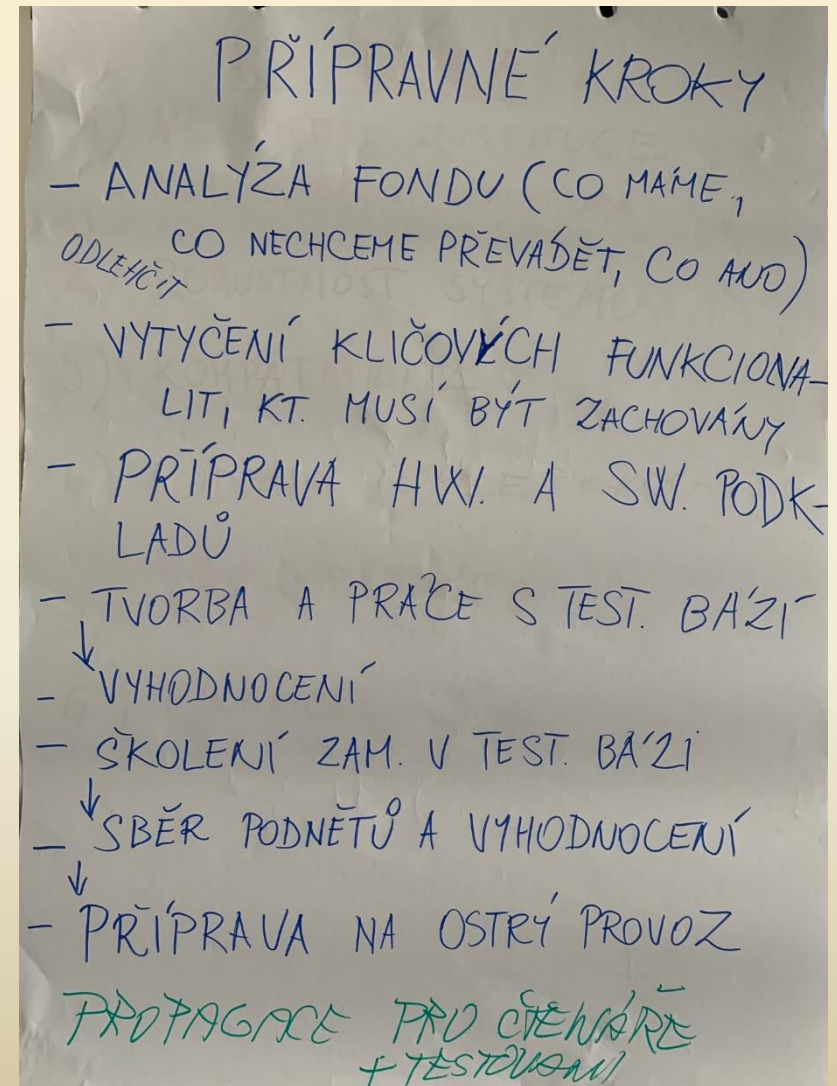 PŘÍPRAVNÉ KROKY
- ANALÝZA FONDU (CO MÁME,
CO NECHCEME PŘEVÁDĚT, CO ANO)
ODLEHČIT
- VYTYČENÍ KLIČOVÝCH FUNKCIONA-
LIT, KT. MUSÍ BÝT ZACHOVÁNY
- PŘÍPRAVA HW. A SW. PODK-
LADŮ
- TVORBA A PRÁCE S TEST. BÁZÍ
↓
- VYHODNOCENÍ
- ŠKOLENÍ ZAM. V TEST. BÁZI
↓
- SBĚR PODNĚTŮ A VYHODNOCENÍ
↓
- PŘÍPRAVA NA OSTRÝ PROVOZ
PROPAGACE PRO ČTENÁŘE
+ TESTOVÁNÍ